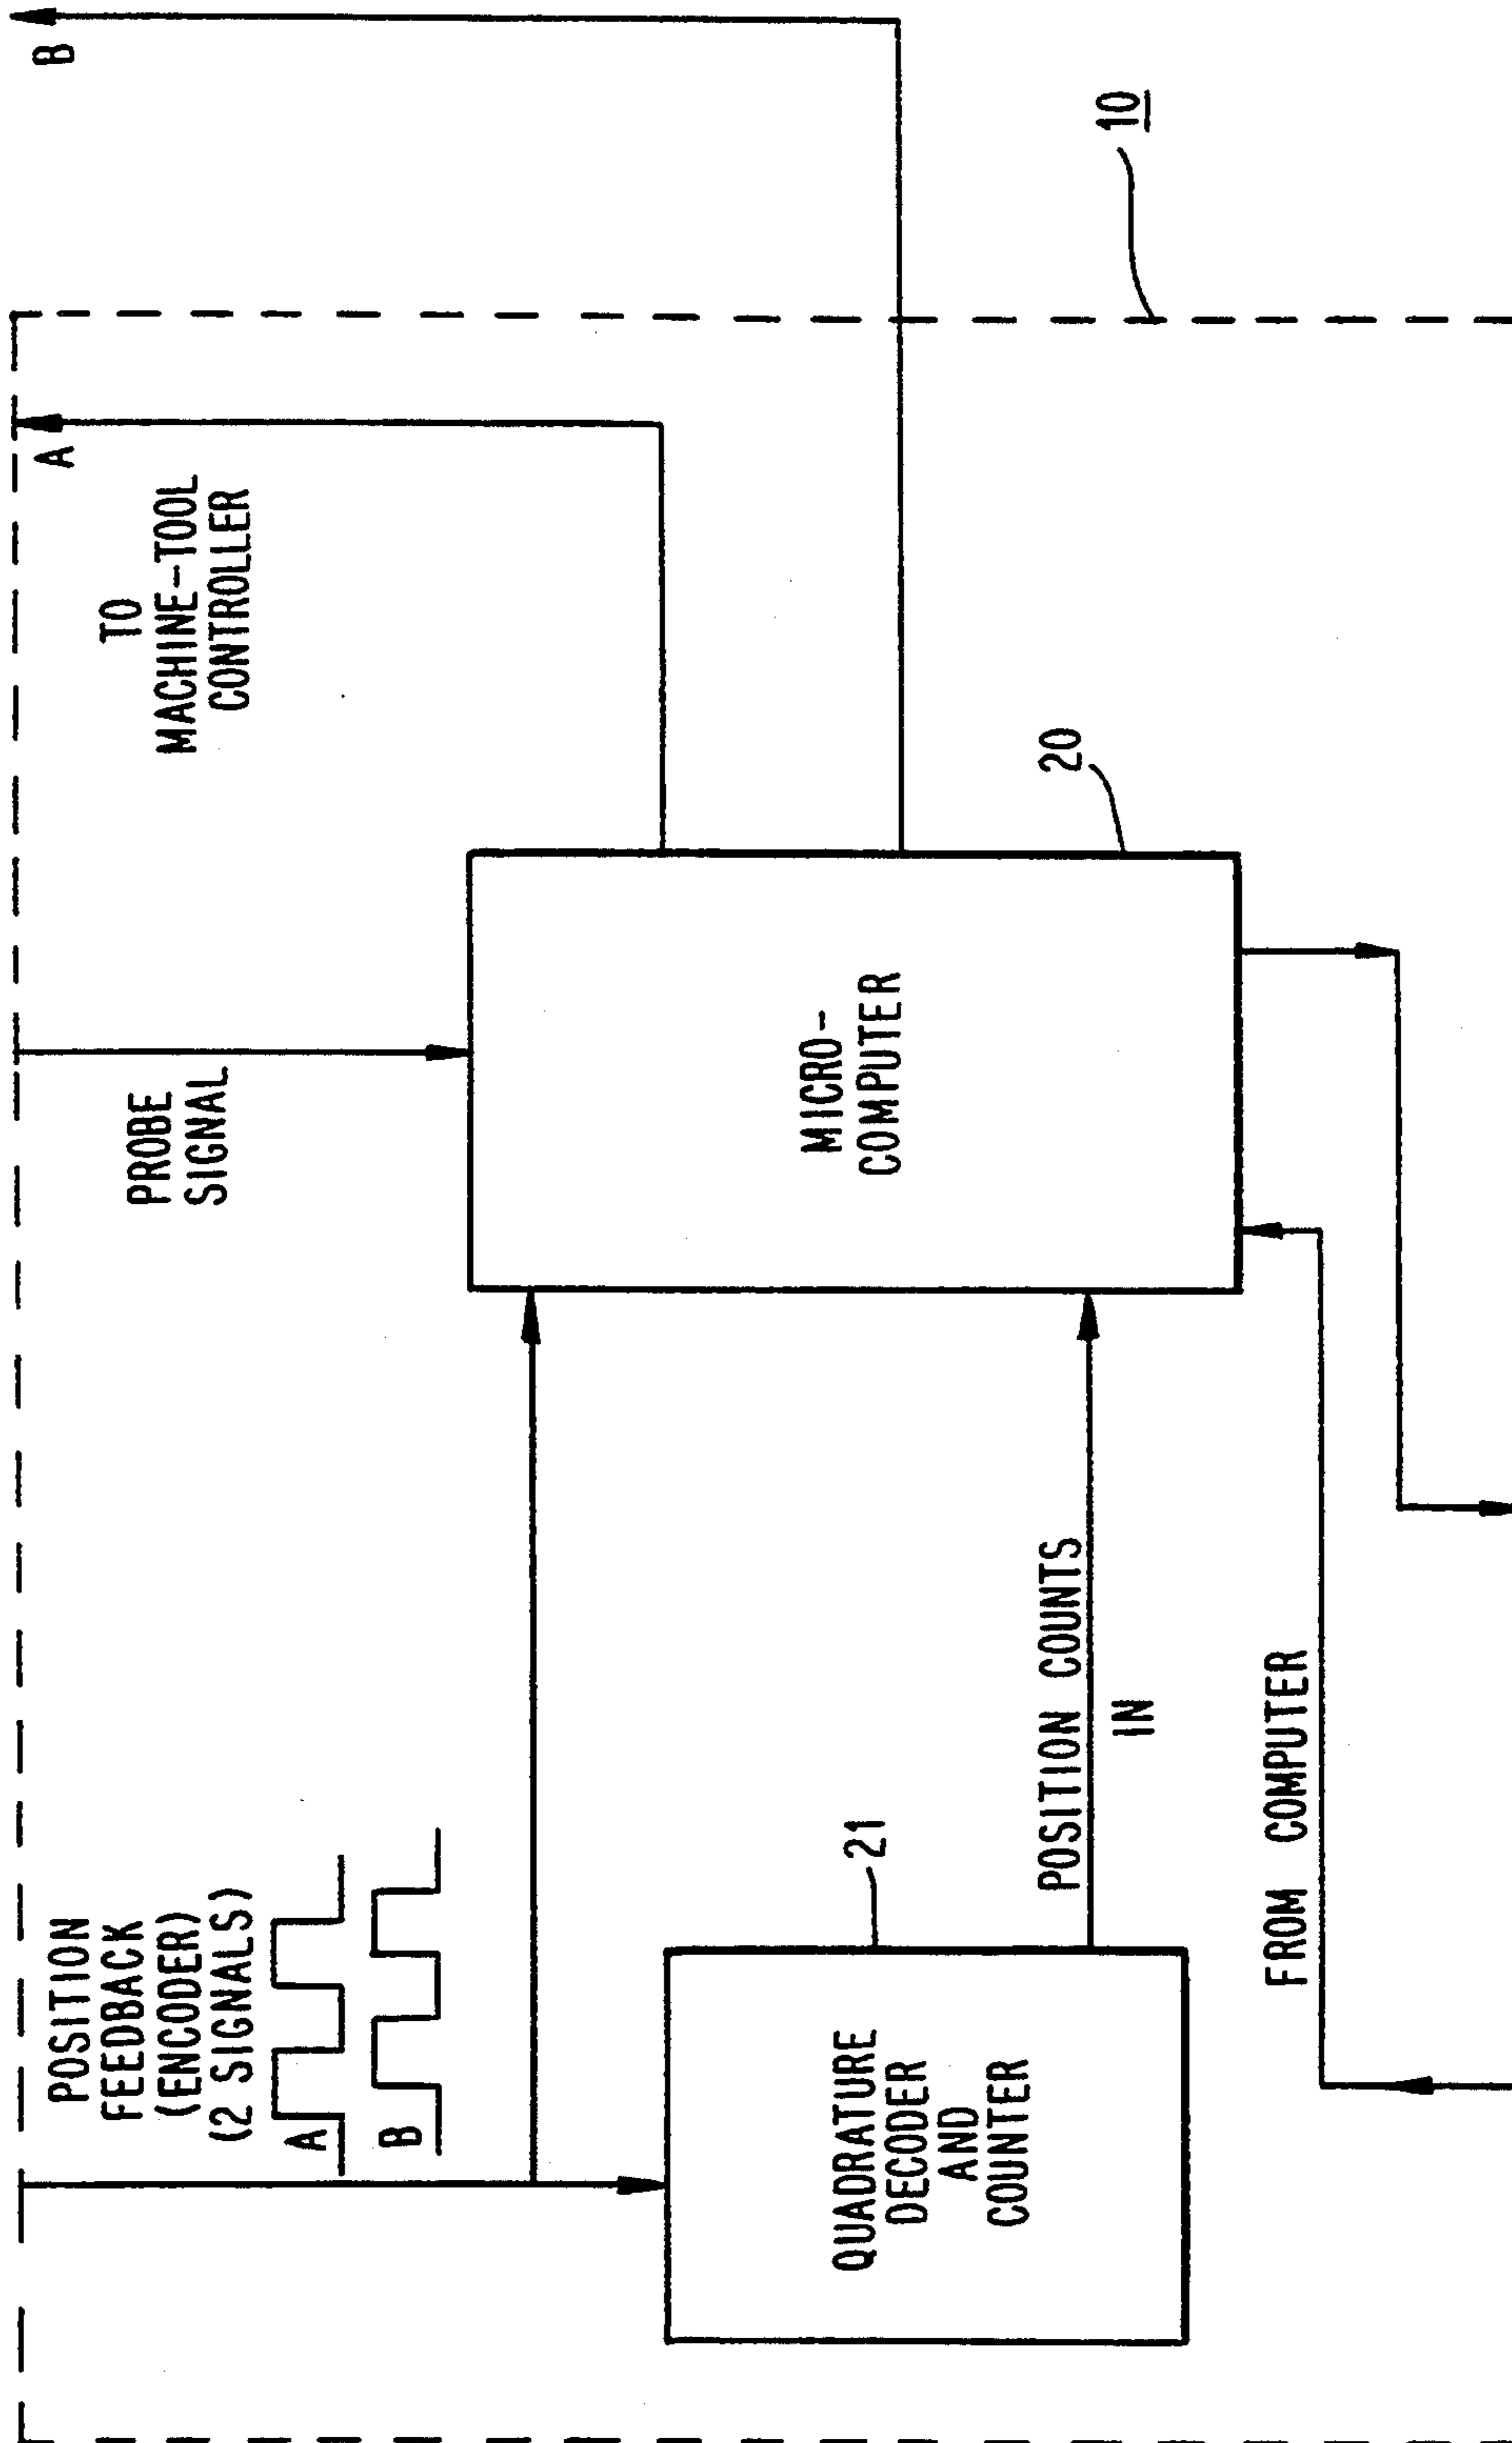 POSITION
FEEDBACK
(ENCODER)
(2 SIGNALS)
A
B
PROBE
SIGNAL
TO
MACHINE-TOOL
CONTROLLER
A
B
QUADRATURE
DECODER
AND
COUNTER
21
POSITION COUNTS
IN
MICRO-
COMPUTER
20
10
FROM COMPUTER